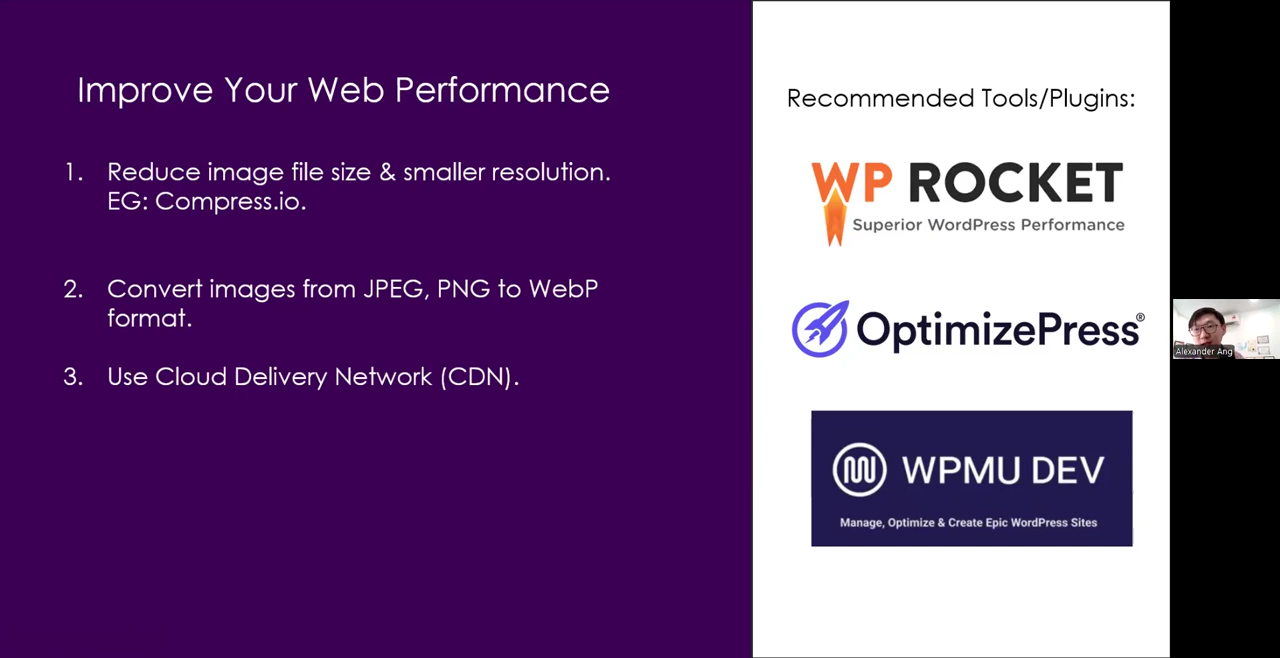 Improve Your Web Performance
1. Reduce image file size & smaller resolution.
EG: Compress.io.
2. Convert images from JPEG, PNG to WebP
format.
3. Use Cloud Delivery Network (CDN).
Recommended Tools/Plugins:
WP ROCKET
Superior WordPress Performance
OptimizePress®
WPMU DEV
Manage, Optimize & Create Epic WordPress Sites
Alexander Ang